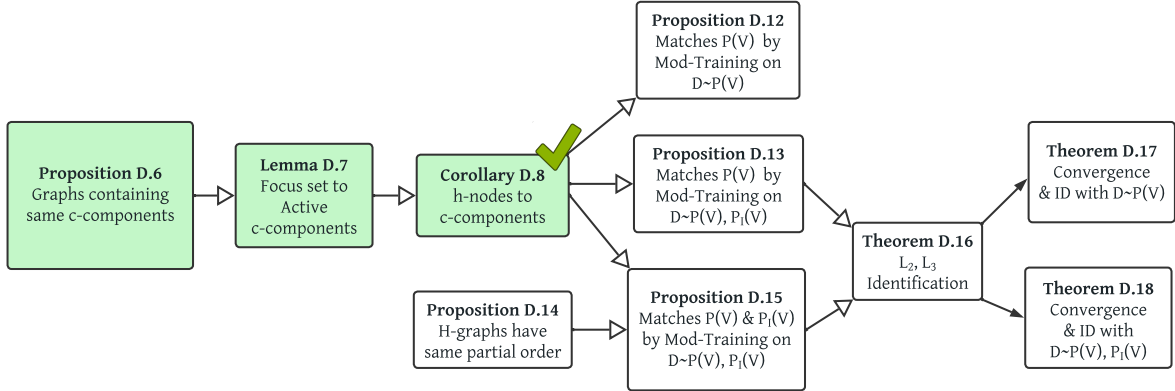 Proposition D.6
Graphs containing
same c-components
Lemma D.7
Focus set to
Active
c-components
Corollary D.8
h-nodes to
c-components
Proposition D.12
Matches P(V) by
Mod-Training on
D~P(V)
Proposition D.13
Matches P(V) by
Mod-Training on
D~P(V), P_I(V)
Proposition D.14
H-graphs have
same partial order
Proposition D.15
Matches P(V) & P_I(V)
by Mod-Training on
D~P(V), P_I(V)
Theorem D.16
L₂, L₃
Identification
Theorem D.17
Convergence
& ID with D~P(V)
Theorem D.18
Convergence
& ID with
D~P(V), P_I(V)